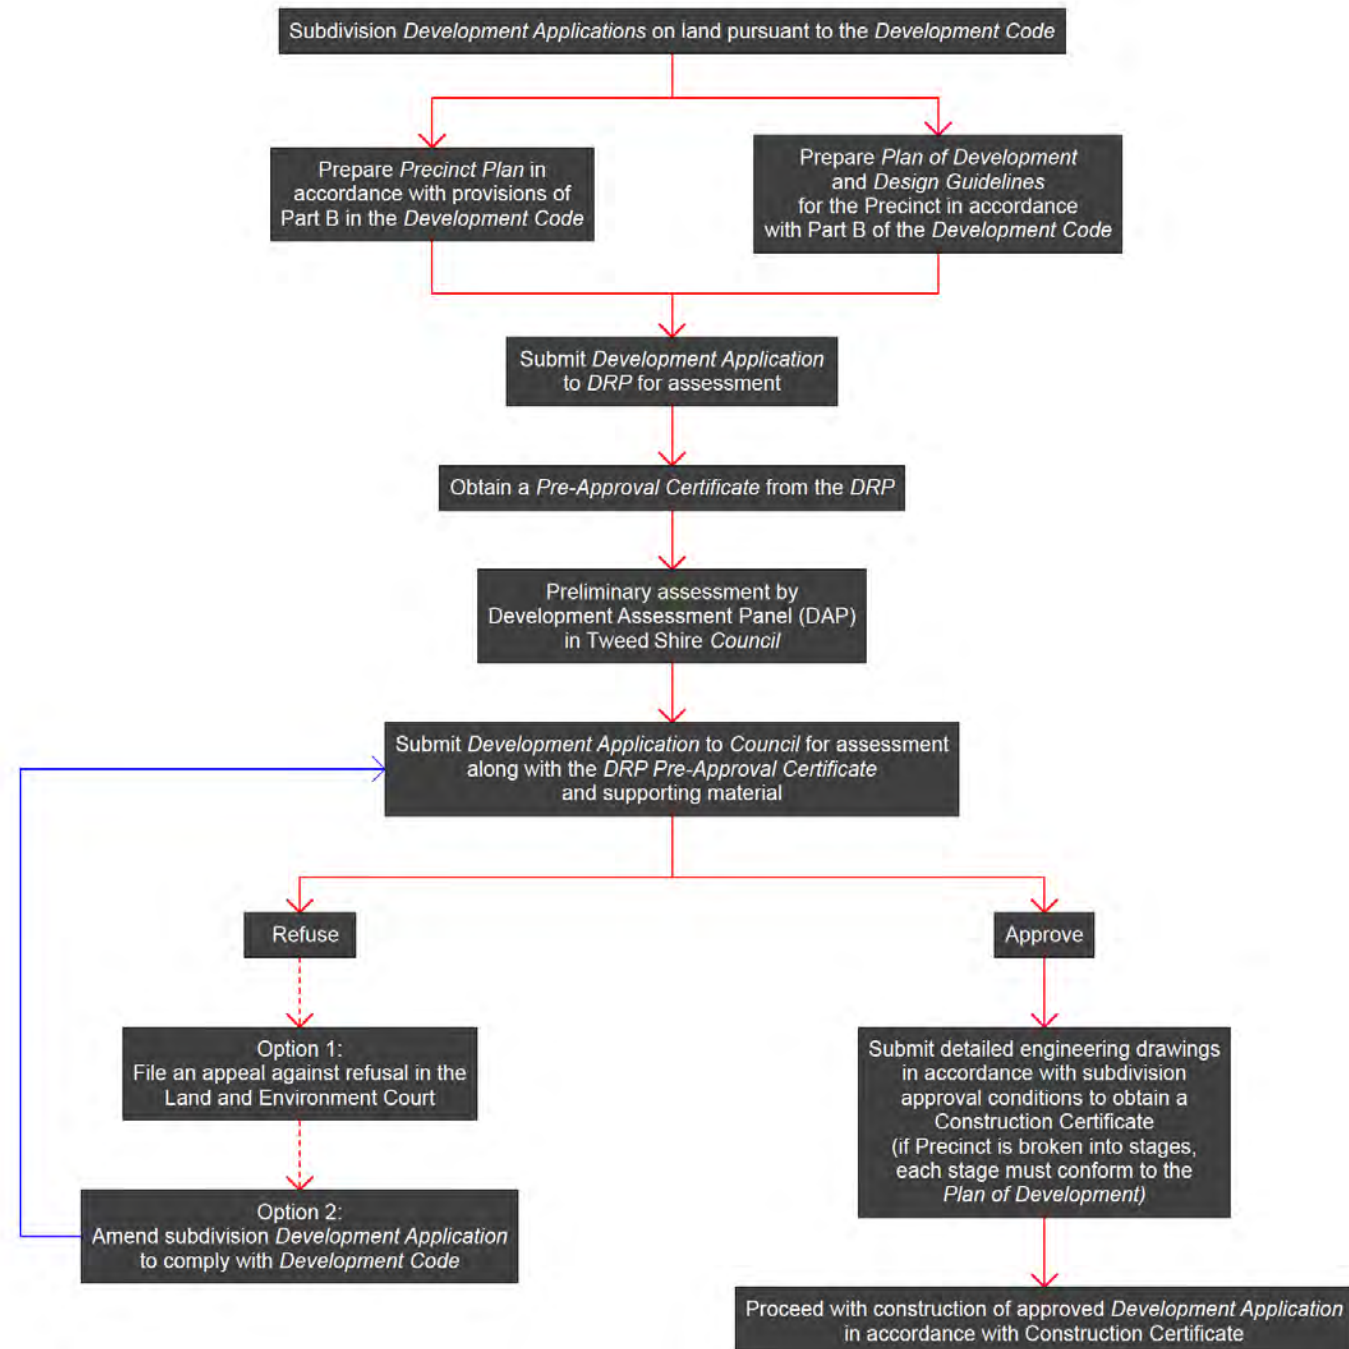 Subdivision Development Applications on land pursuant to the Development Code
Prepare Precinct Plan in
accordance with provisions of
Part B in the Development Code
Prepare Plan of Development
and Design Guidelines
for the Precinct in accordance
with Part B of the Development Code
Submit Development Application
to DRP for assessment
Obtain a Pre-Approval Certificate from the DRP
Preliminary assessment by
Development Assessment Panel (DAP)
in Tweed Shire Council
Submit Development Application to Council for assessment
along with the DRP Pre-Approval Certificate
and supporting material
Refuse
Approve
Option 1:
File an appeal against refusal in the
Land and Environment Court
Option 2:
Amend subdivision Development Application
to comply with Development Code
Submit detailed engineering drawings
in accordance with subdivision
approval conditions to obtain a
Construction Certificate
(if Precinct is broken into stages,
each stage must conform to the
Plan of Development)
Proceed with construction of approved Development Application
in accordance with Construction Certificate